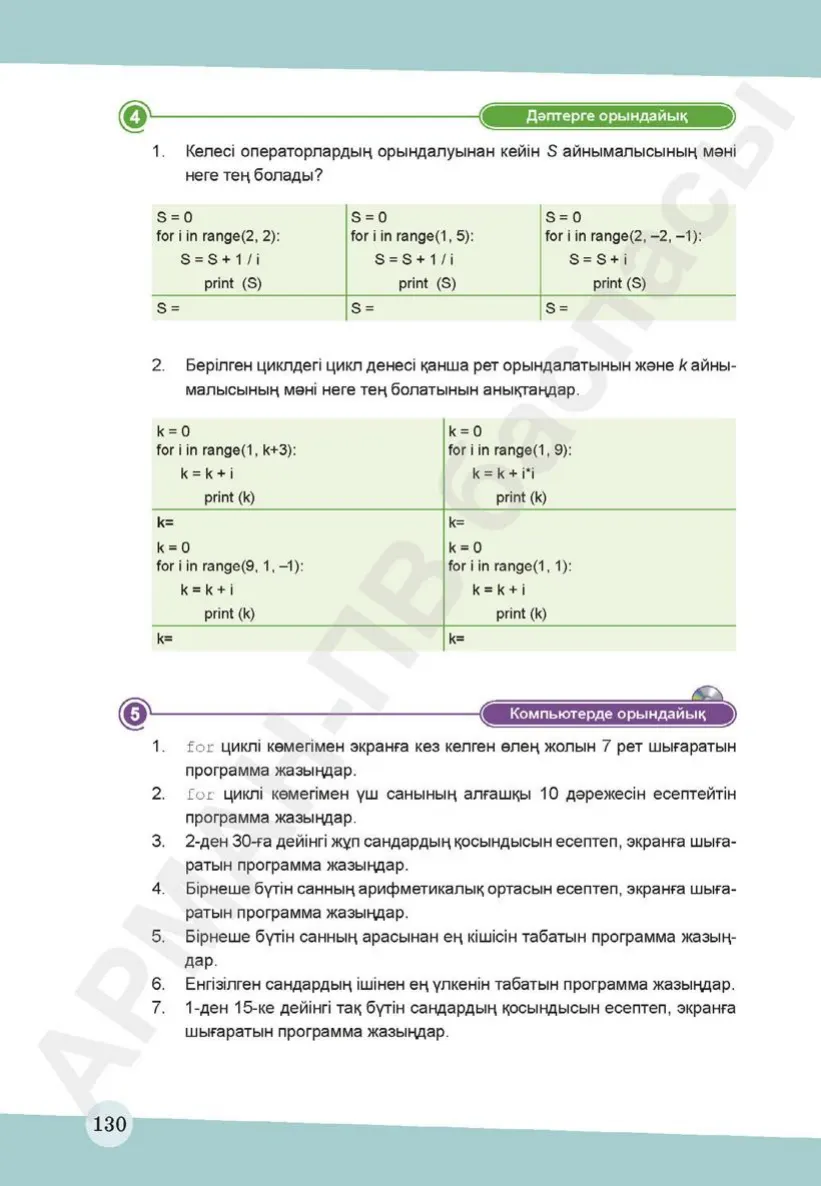 4
Дәптерге орындайық
1. Келесі операторлардың орындалуынан кейін S айнымалысының мәні
неге тең болады?
S = 0
for i in range(2, 2):
S = S + 1 / i
print (S)
S =
S = 0
for i in range(1, 5):
S = S + 1 / i
print (S)
S =
S = 0
for i in range(2, –2, –1):
S = S + i
print (S)
S =
2. Берілген циклдегі цикл денесі қанша рет орындалатынын және k айны-
малысының мәні неге тең болатынын анықтаңдар.
k = 0
for i in range(1, k+3):
k = k + i
print (k)
k=
k = 0
for i in range(1, 9):
k = k + i*i
print (k)
k=
k = 0
for i in range(9, 1, –1):
k = k + i
print (k)
k=
k = 0
for i in range(1, 1):
k = k + i
print (k)
k=
5
Компьютерде орындайық
1. for циклі көмегімен экранға кез келген өлең жолын 7 рет шығаратын
программа жазыңдар.
2. for циклі көмегімен үш санының алғашқы 10 дәрежесін есептейтін
программа жазыңдар.
3. 2-ден 30-ға дейінгі жұп сандардың қосындысын есептеп, экранға шыға-
ратын программа жазыңдар.
4. Бірнеше бүтін санның арифметикалық ортасын есептеп, экранға шыға-
ратын программа жазыңдар.
5. Бірнеше бүтін санның арасынан ең кішісін табатын программа жазың-
дар.
6. Енгізілген сандардың ішінен ең үлкенін табатын программа жазыңдар.
7. 1-ден 15-ке дейінгі тақ бүтін сандардың қосындысын есептеп, экранға
шығаратын программа жазыңдар.
130
АРМАН-ПВ баспасы